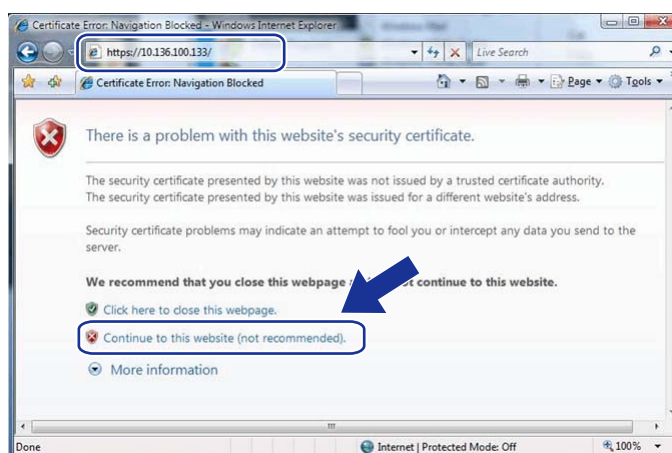 Certificate Error: Navigation Blocked - Windows Internet Explorer
https://10.136.100.133/
Live Search
Certificate Error: Navigation Blocked
Page
Tools
There is a problem with this website's security certificate.
The security certificate presented by this website was not issued by a trusted certificate authority.
The security certificate presented by this website was issued for a different website's address.
Security certificate problems may indicate an attempt to fool you or intercept any data you send to the
server.
We recommend that you close this webpage continue to this website.
Click here to close this webpage.
Continue to this website (not recommended).
More information
Done
Internet | Protected Mode: Off
100%